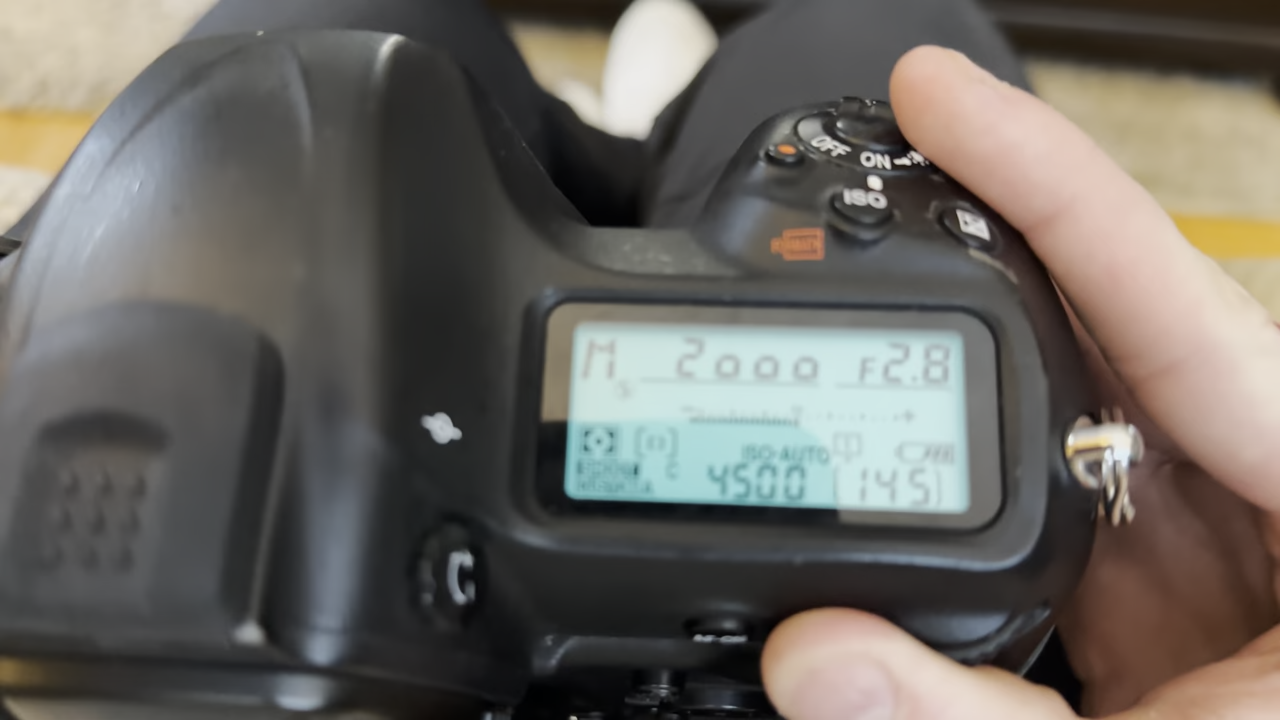 OFF ON
ISO
M 2000 F2.8
S
ISO-AUTO
C 4500 [145]